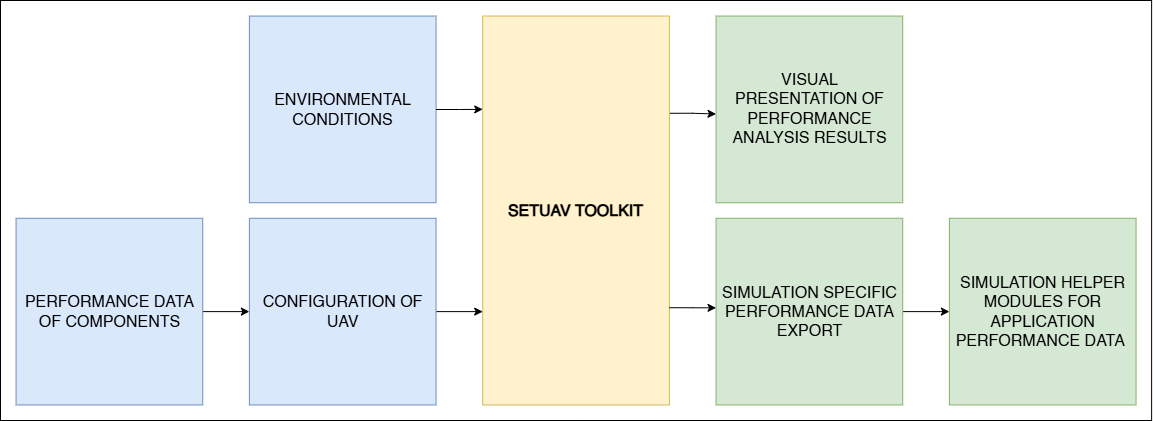 ENVIRONMENTAL
CONDITIONS
VISUAL
PRESENTATION OF
PERFORMANCE
ANALYSIS RESULTS
SETUAV TOOLKIT
PERFORMANCE DATA
OF COMPONENTS
CONFIGURATION OF
UAV
SIMULATION SPECIFIC
PERFORMANCE DATA
EXPORT
SIMULATION HELPER
MODULES FOR
APPLICATION
PERFORMANCE DATA